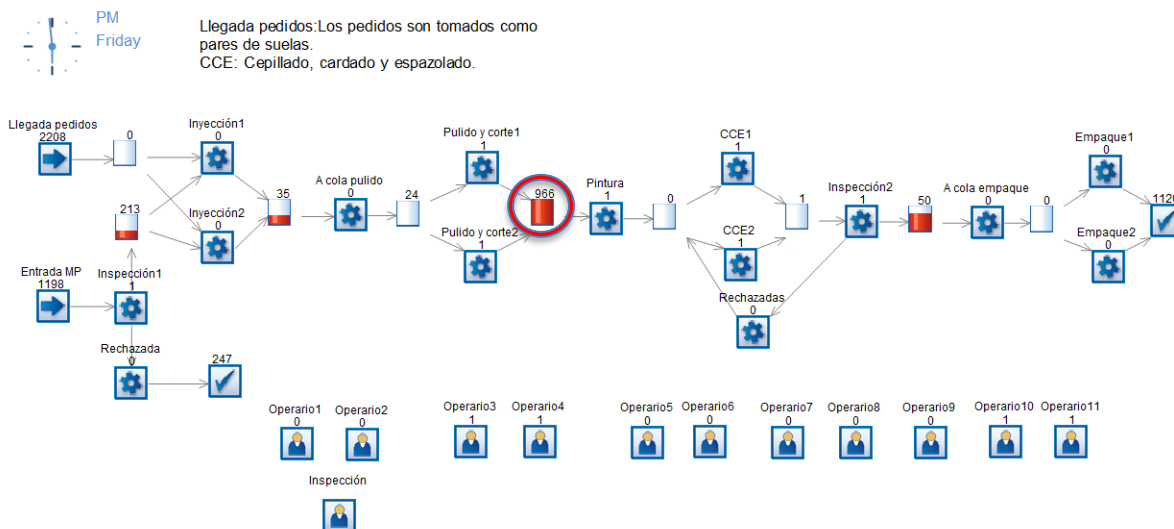 PM
Friday
Llegada pedidos:Los pedidos son tomados como
pares de suelas.
CCE: Cepillado, cardado y espazolado.
Llegada pedidos
2208
0
Inyección1
0
Pulido y corte1
1
CCE1
1
Empaque1
0
35
A cola pulido
0
24
966
Pintura
1
0
1
Inspección2
1
50
A cola empaque
0
0
1120
213
Inyección2
0
Pulido y corte2
1
CCE2
1
Empaque2
0
Entrada MP
1198
Inspección1
1
Rechazadas
0
Rechazada
0
247
Operario1
0
Operario2
0
Operario3
1
Operario4
1
Operario5
0
Operario6
0
Operario7
0
Operario8
0
Operario9
0
Operario10
1
Operario11
1
Inspección